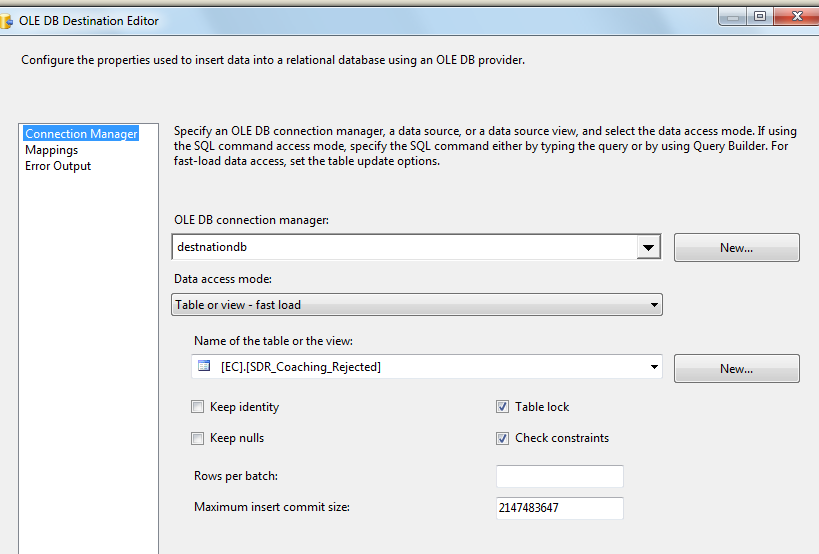 OLE DB Destination Editor
Configure the properties used to insert data into a relational database using an OLE DB provider.
Connection Manager
Mappings
Error Output
Specify an OLE DB connection manager, a data source, or a data source view, and select the data access mode. If using
the SQL command access mode, specify the SQL command either by typing the query or by using Query Builder. For
fast-load data access, set the table update options.
OLE DB connection manager:
destnationdb
New...
Data access mode:
Table or view - fast load
Name of the table or the view:
[EC].[SDR_Coaching_Rejected]
New...
Keep identity
Table lock
Keep nulls
Check constraints
Rows per batch:
Maximum insert commit size:
2147483647